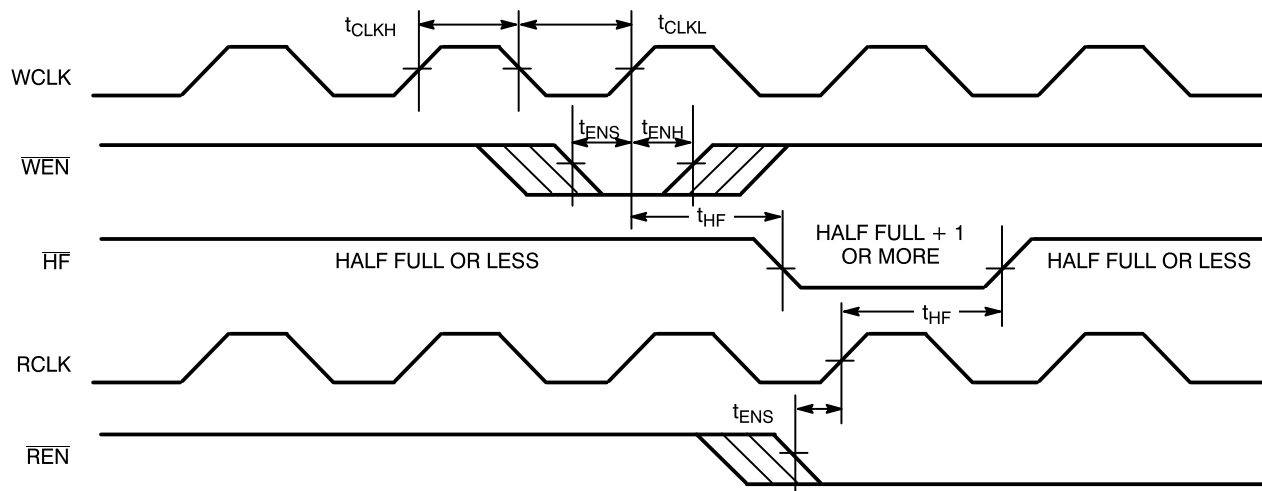 tCLKH
tCLKL
WCLK
tENS
tENH
WEN
tHF
HF
HALF FULL OR LESS
HALF FULL + 1
OR MORE
HALF FULL OR LESS
tHF
RCLK
tENS
REN